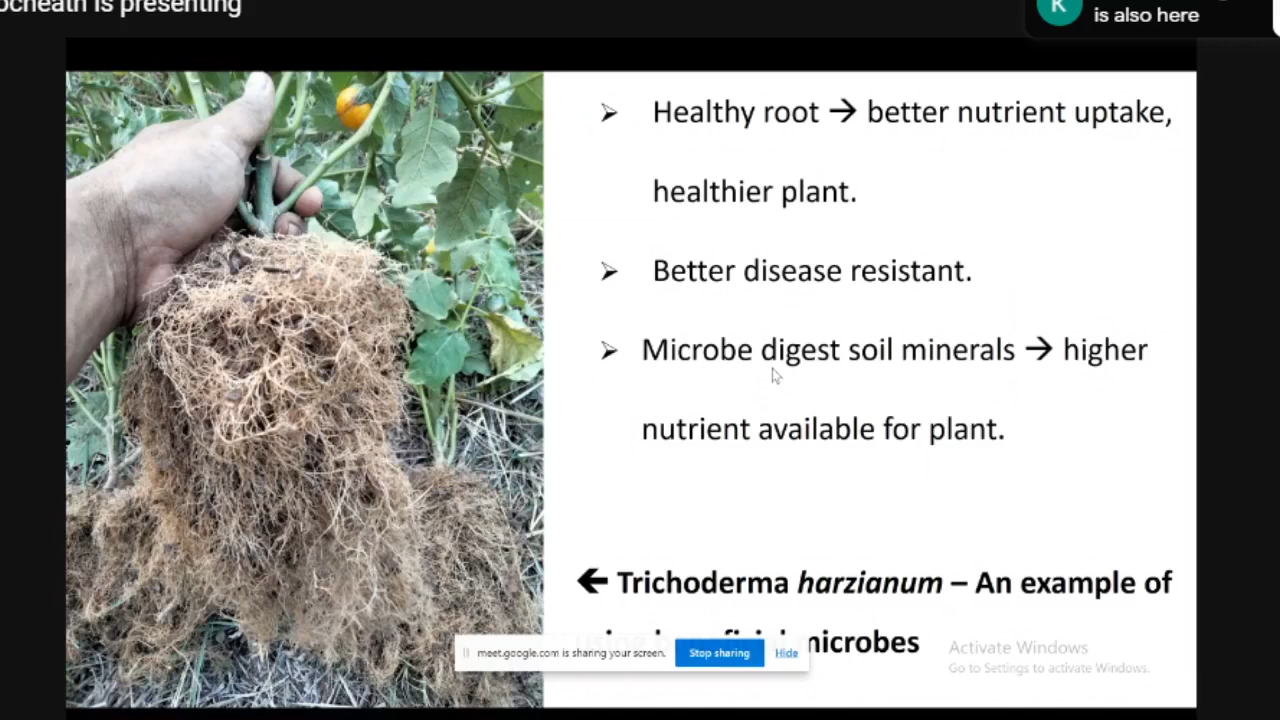 is presenting
K
is also here
➢ Healthy root → better nutrient uptake,
healthier plant.
➢ Better disease resistant.
➢ Microbe digest soil minerals → higher
nutrient available for plant.
← Trichoderma harzianum – An example of
microbes
meet.google.com is sharing your screen. Stop sharing Hide
Activate Windows
Go to Settings to activate Windows.